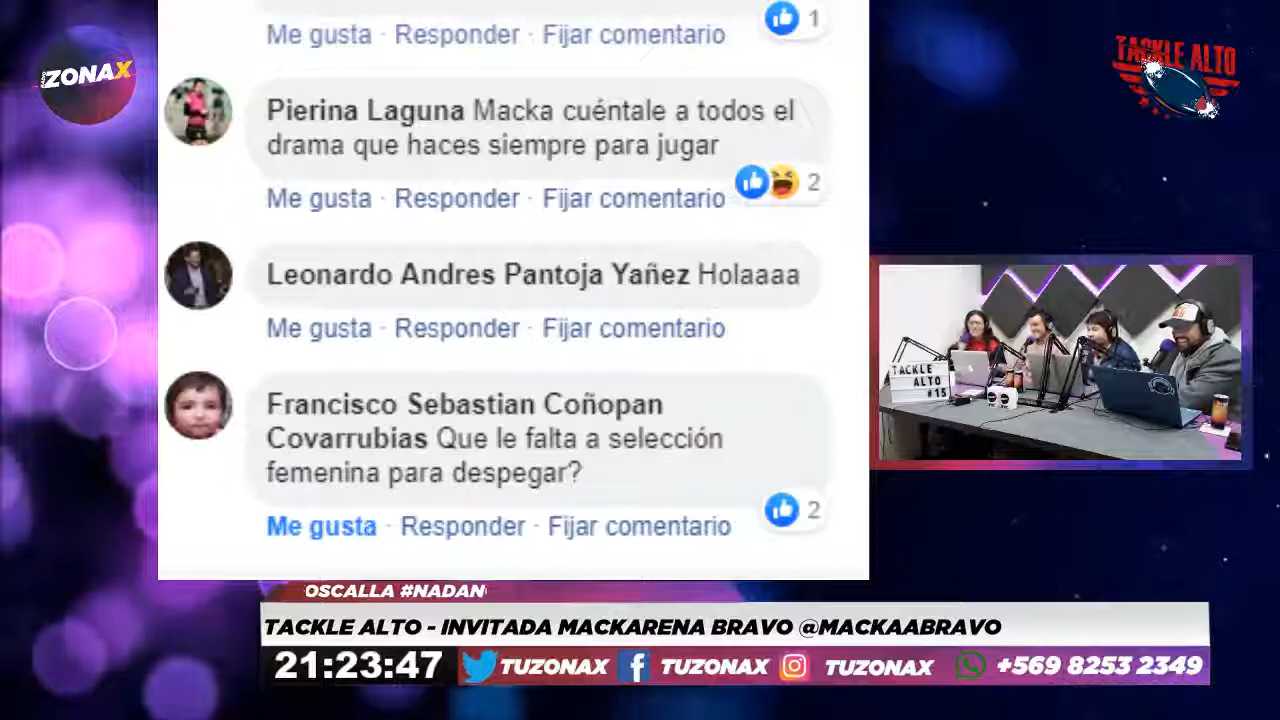 Me gusta · Responder · Fijar comentario
1
ZONAX
TACKLE ALTO
Pierina Laguna Macka cuéntale a todos el
drama que haces siempre para jugar
Me gusta · Responder · Fijar comentario
2
Leonardo Andres Pantoja Yañez Holaaaa
Me gusta · Responder · Fijar comentario
TACKLE
ALTO
#15
Francisco Sebastian Coñopan
Covarrubias Que le falta a selección
femenina para despegar?
Me gusta · Responder · Fijar comentario
2
OSCALLA #NADAN
TACKLE ALTO - INVITADA MACKARENA BRAVO @MACKAABRAVO
21:23:47 TUZONAX TUZONAX TUZONAX +569 8253 2349